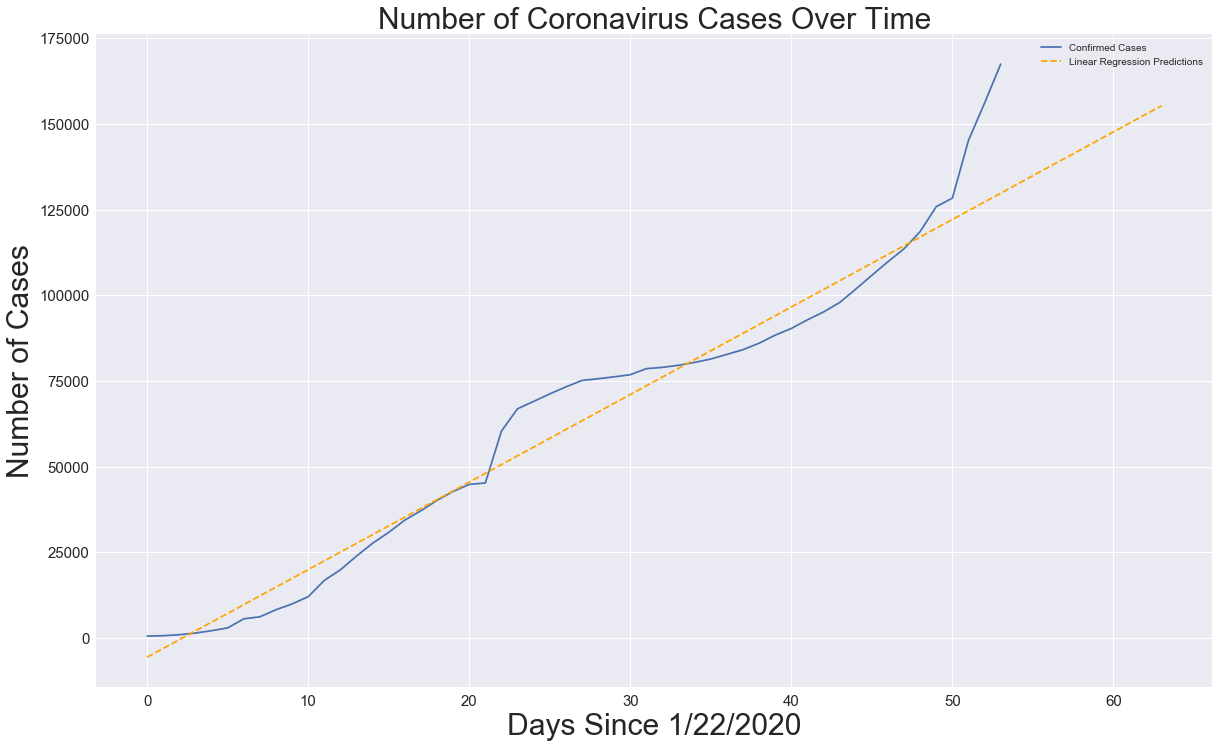 Number of Coronavirus Cases Over Time
175000
150000
125000
100000
75000
50000
25000
0
Number of Cases
Confirmed Cases
Linear Regression Predictions
0 10 20 30 40 50 60
Days Since 1/22/2020